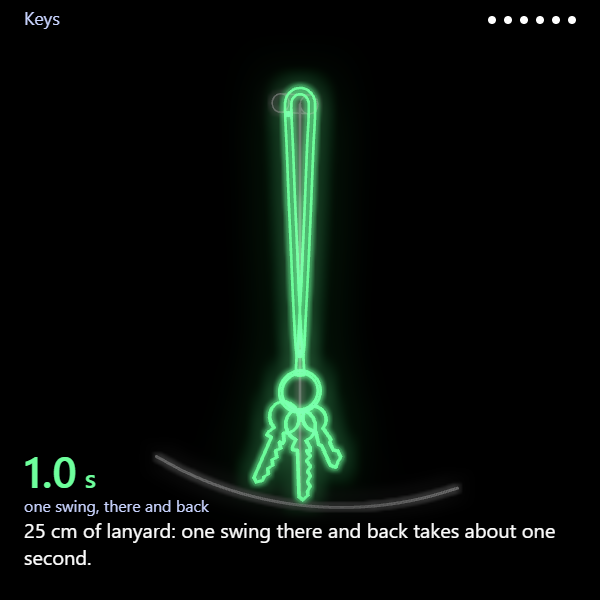 Keys
1.0 s
one swing, there and back
25 cm of lanyard: one swing there and back takes about one
second.